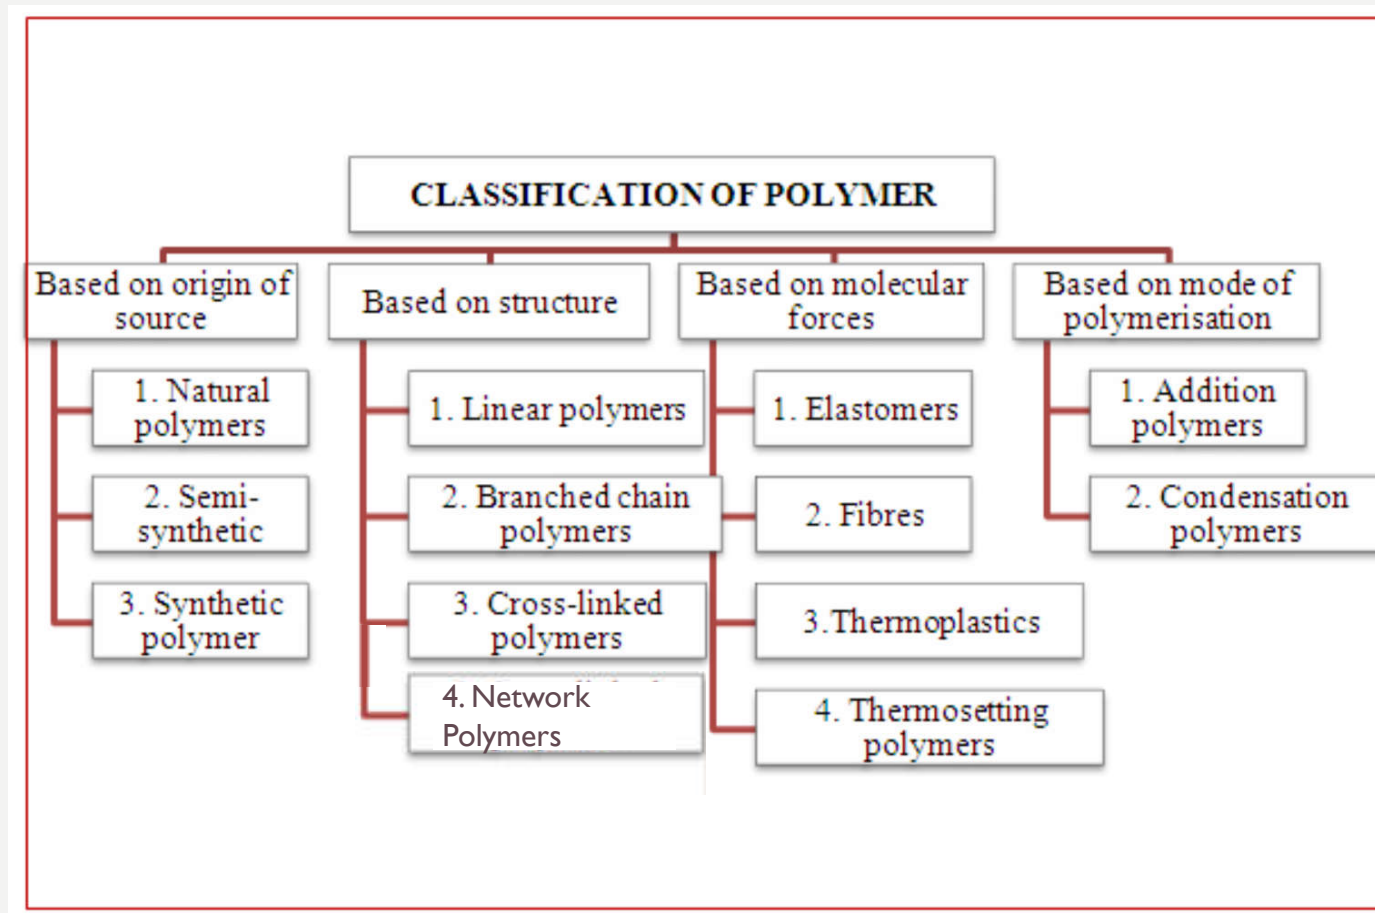 CLASSIFICATION OF POLYMER
Based on origin of
source
1. Natural
polymers
2. Semi-
synthetic
3. Synthetic
polymer
Based on structure
1. Linear polymers
2. Branched chain
polymers
3. Cross-linked
polymers
4. Network
Polymers
Based on molecular
forces
1. Elastomers
2. Fibres
3.Thermoplastics
4. Thermosetting
polymers
Based on mode of
polymerisation
1. Addition
polymers
2. Condensation
polymers